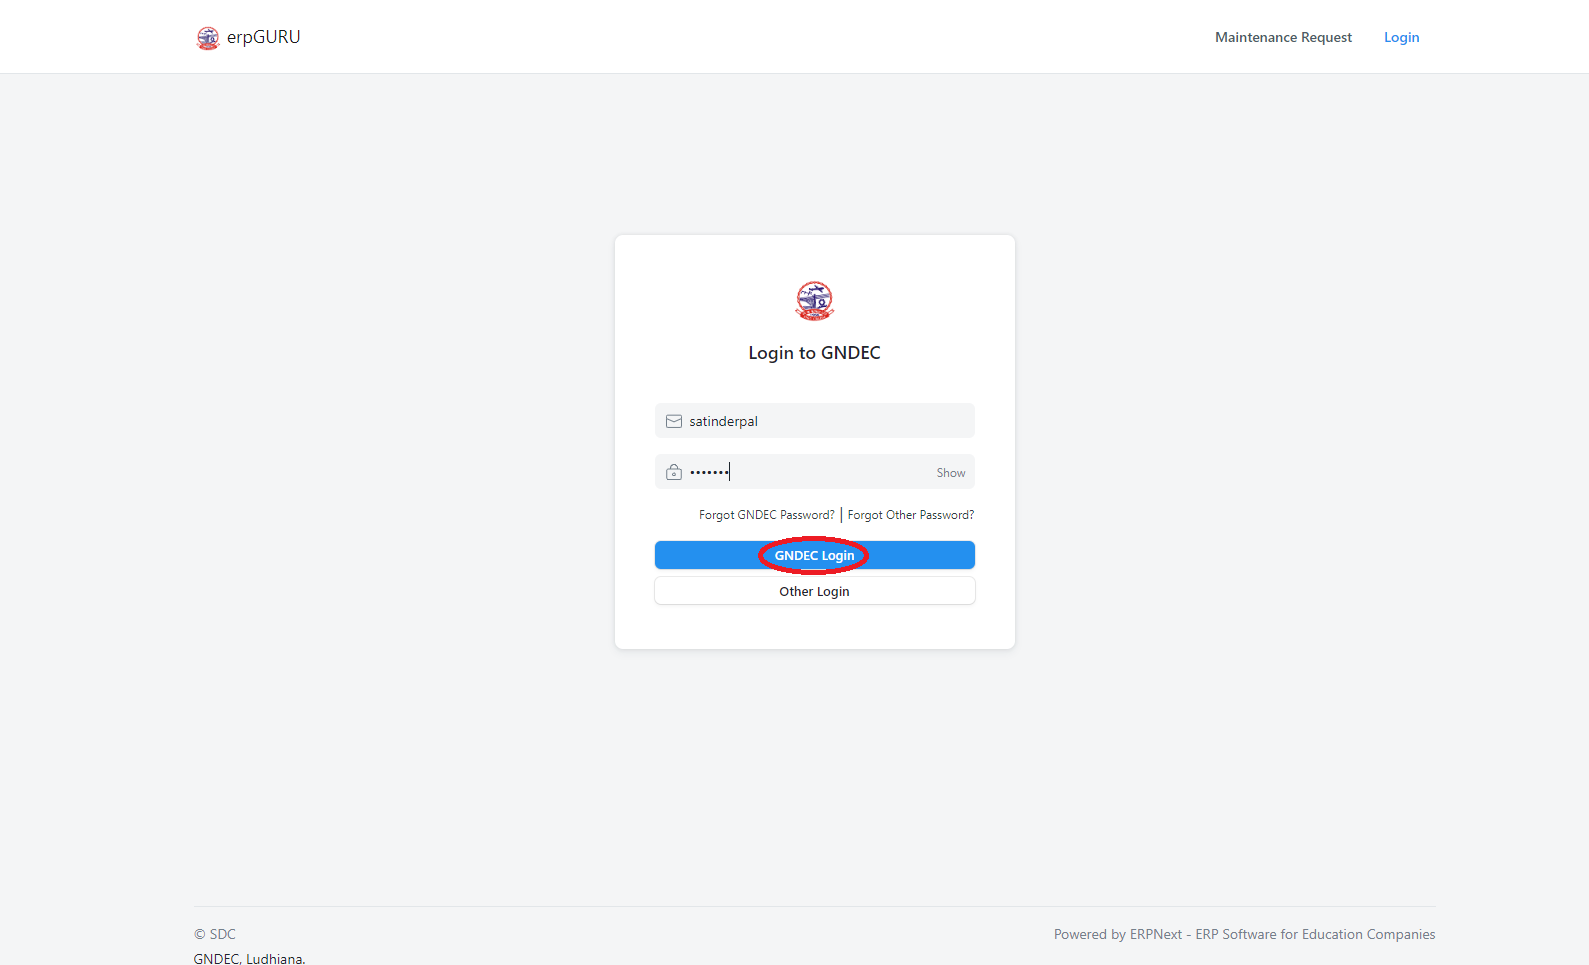 erpGURU
Maintenance Request
Login
Login to GNDEC
satinderpal
•••••••
Show
Forgot GNDEC Password? | Forgot Other Password?
GNDEC Login
Other Login
© SDC
Powered by ERPNext - ERP Software for Education Companies
GNDEC, Ludhiana.